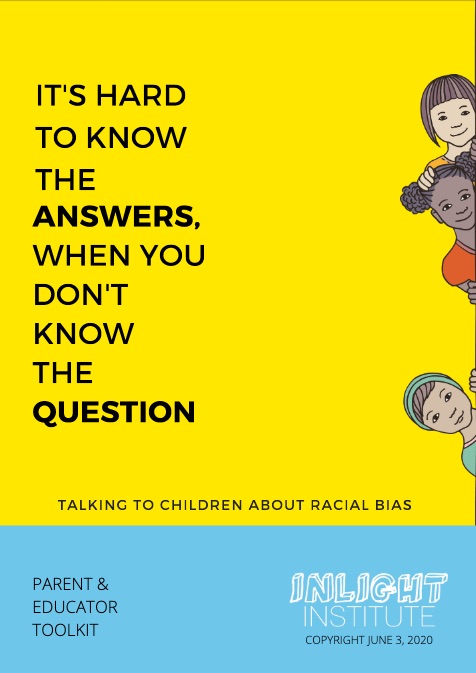 IT'S HARD
TO KNOW
THE
ANSWERS,
WHEN YOU
DON'T
KNOW
THE
QUESTION
TALKING TO CHILDREN ABOUT RACIAL BIAS
PARENT &
EDUCATOR
TOOLKIT
INLIGHT
INSTITUTE
COPYRIGHT JUNE 3, 2020